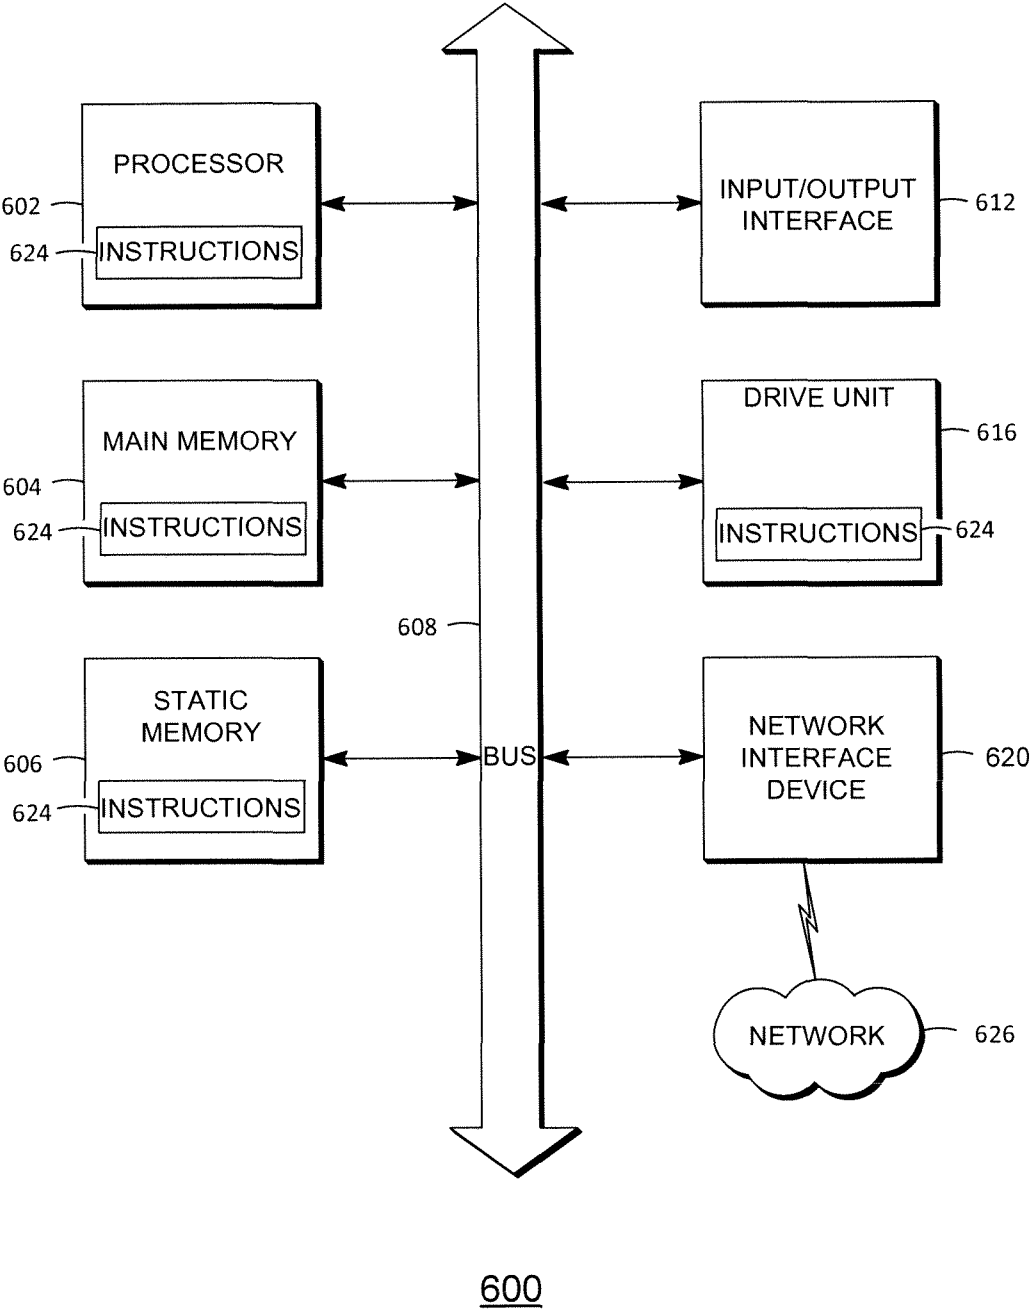 PROCESSOR
602
624
INSTRUCTIONS
INPUT/OUTPUT
INTERFACE
612
MAIN MEMORY
604
624
INSTRUCTIONS
DRIVE UNIT
616
INSTRUCTIONS
624
608
STATIC
MEMORY
606
624
INSTRUCTIONS
BUS
NETWORK
INTERFACE
DEVICE
620
NETWORK
626
600